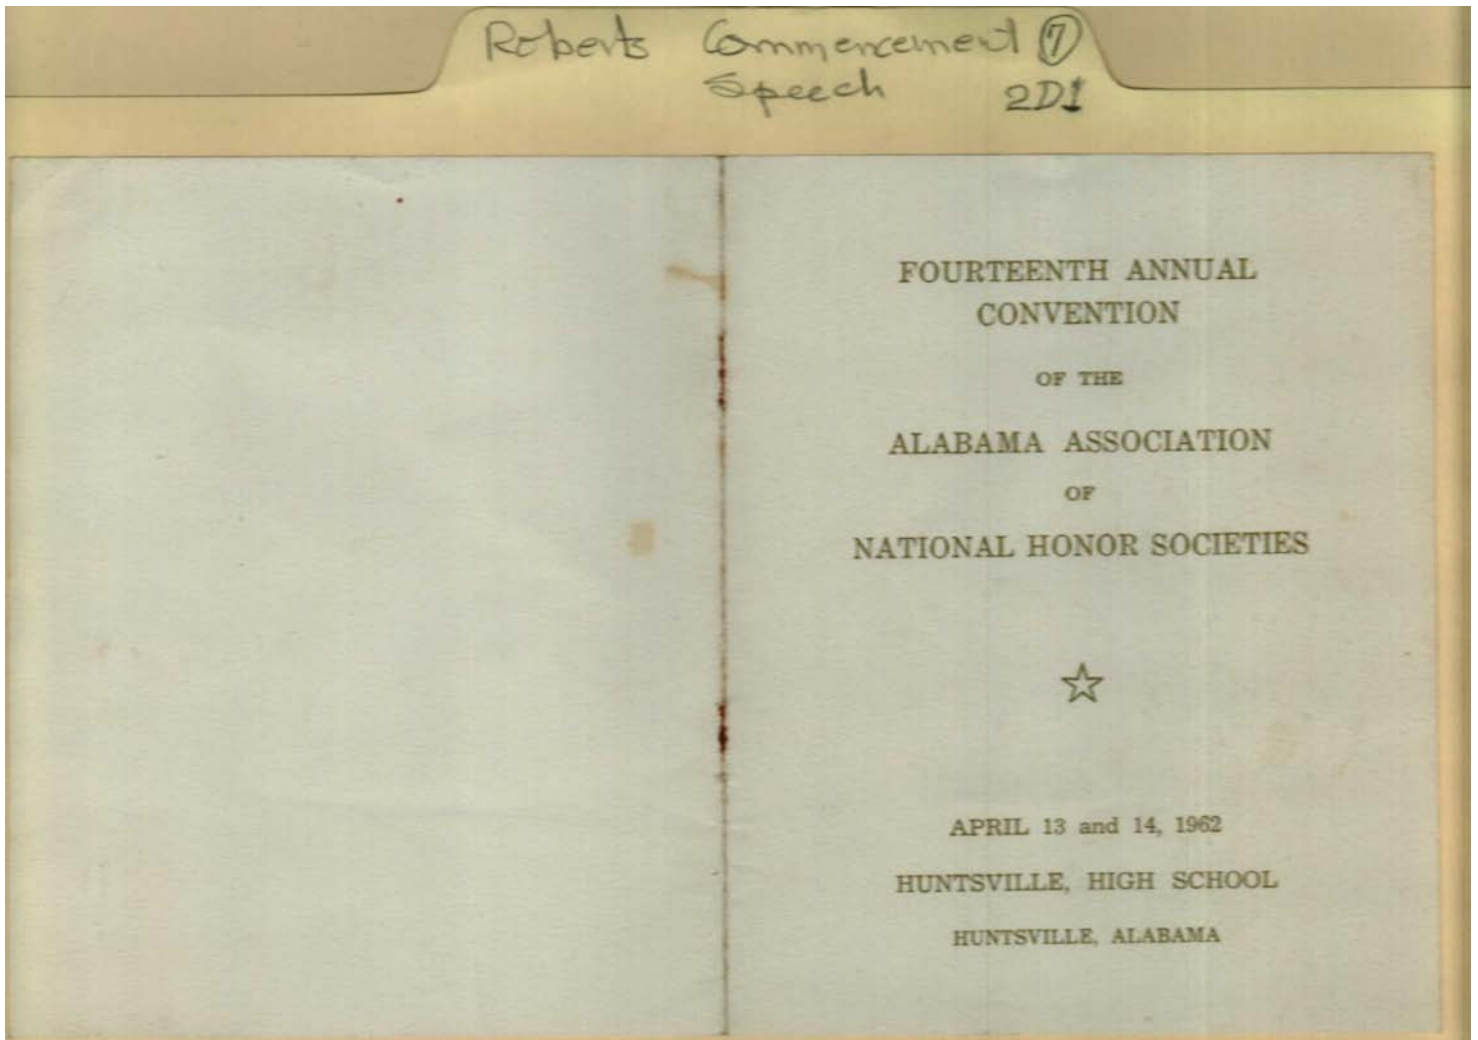 Roberts Commencement 7
Speech 2D1
FOURTEENTH ANNUAL
CONVENTION
OF THE
ALABAMA ASSOCIATION
OF
NATIONAL HONOR SOCIETIES
APRIL 13 and 14, 1962
HUNTSVILLE, HIGH SCHOOL
HUNTSVILLE, ALABAMA